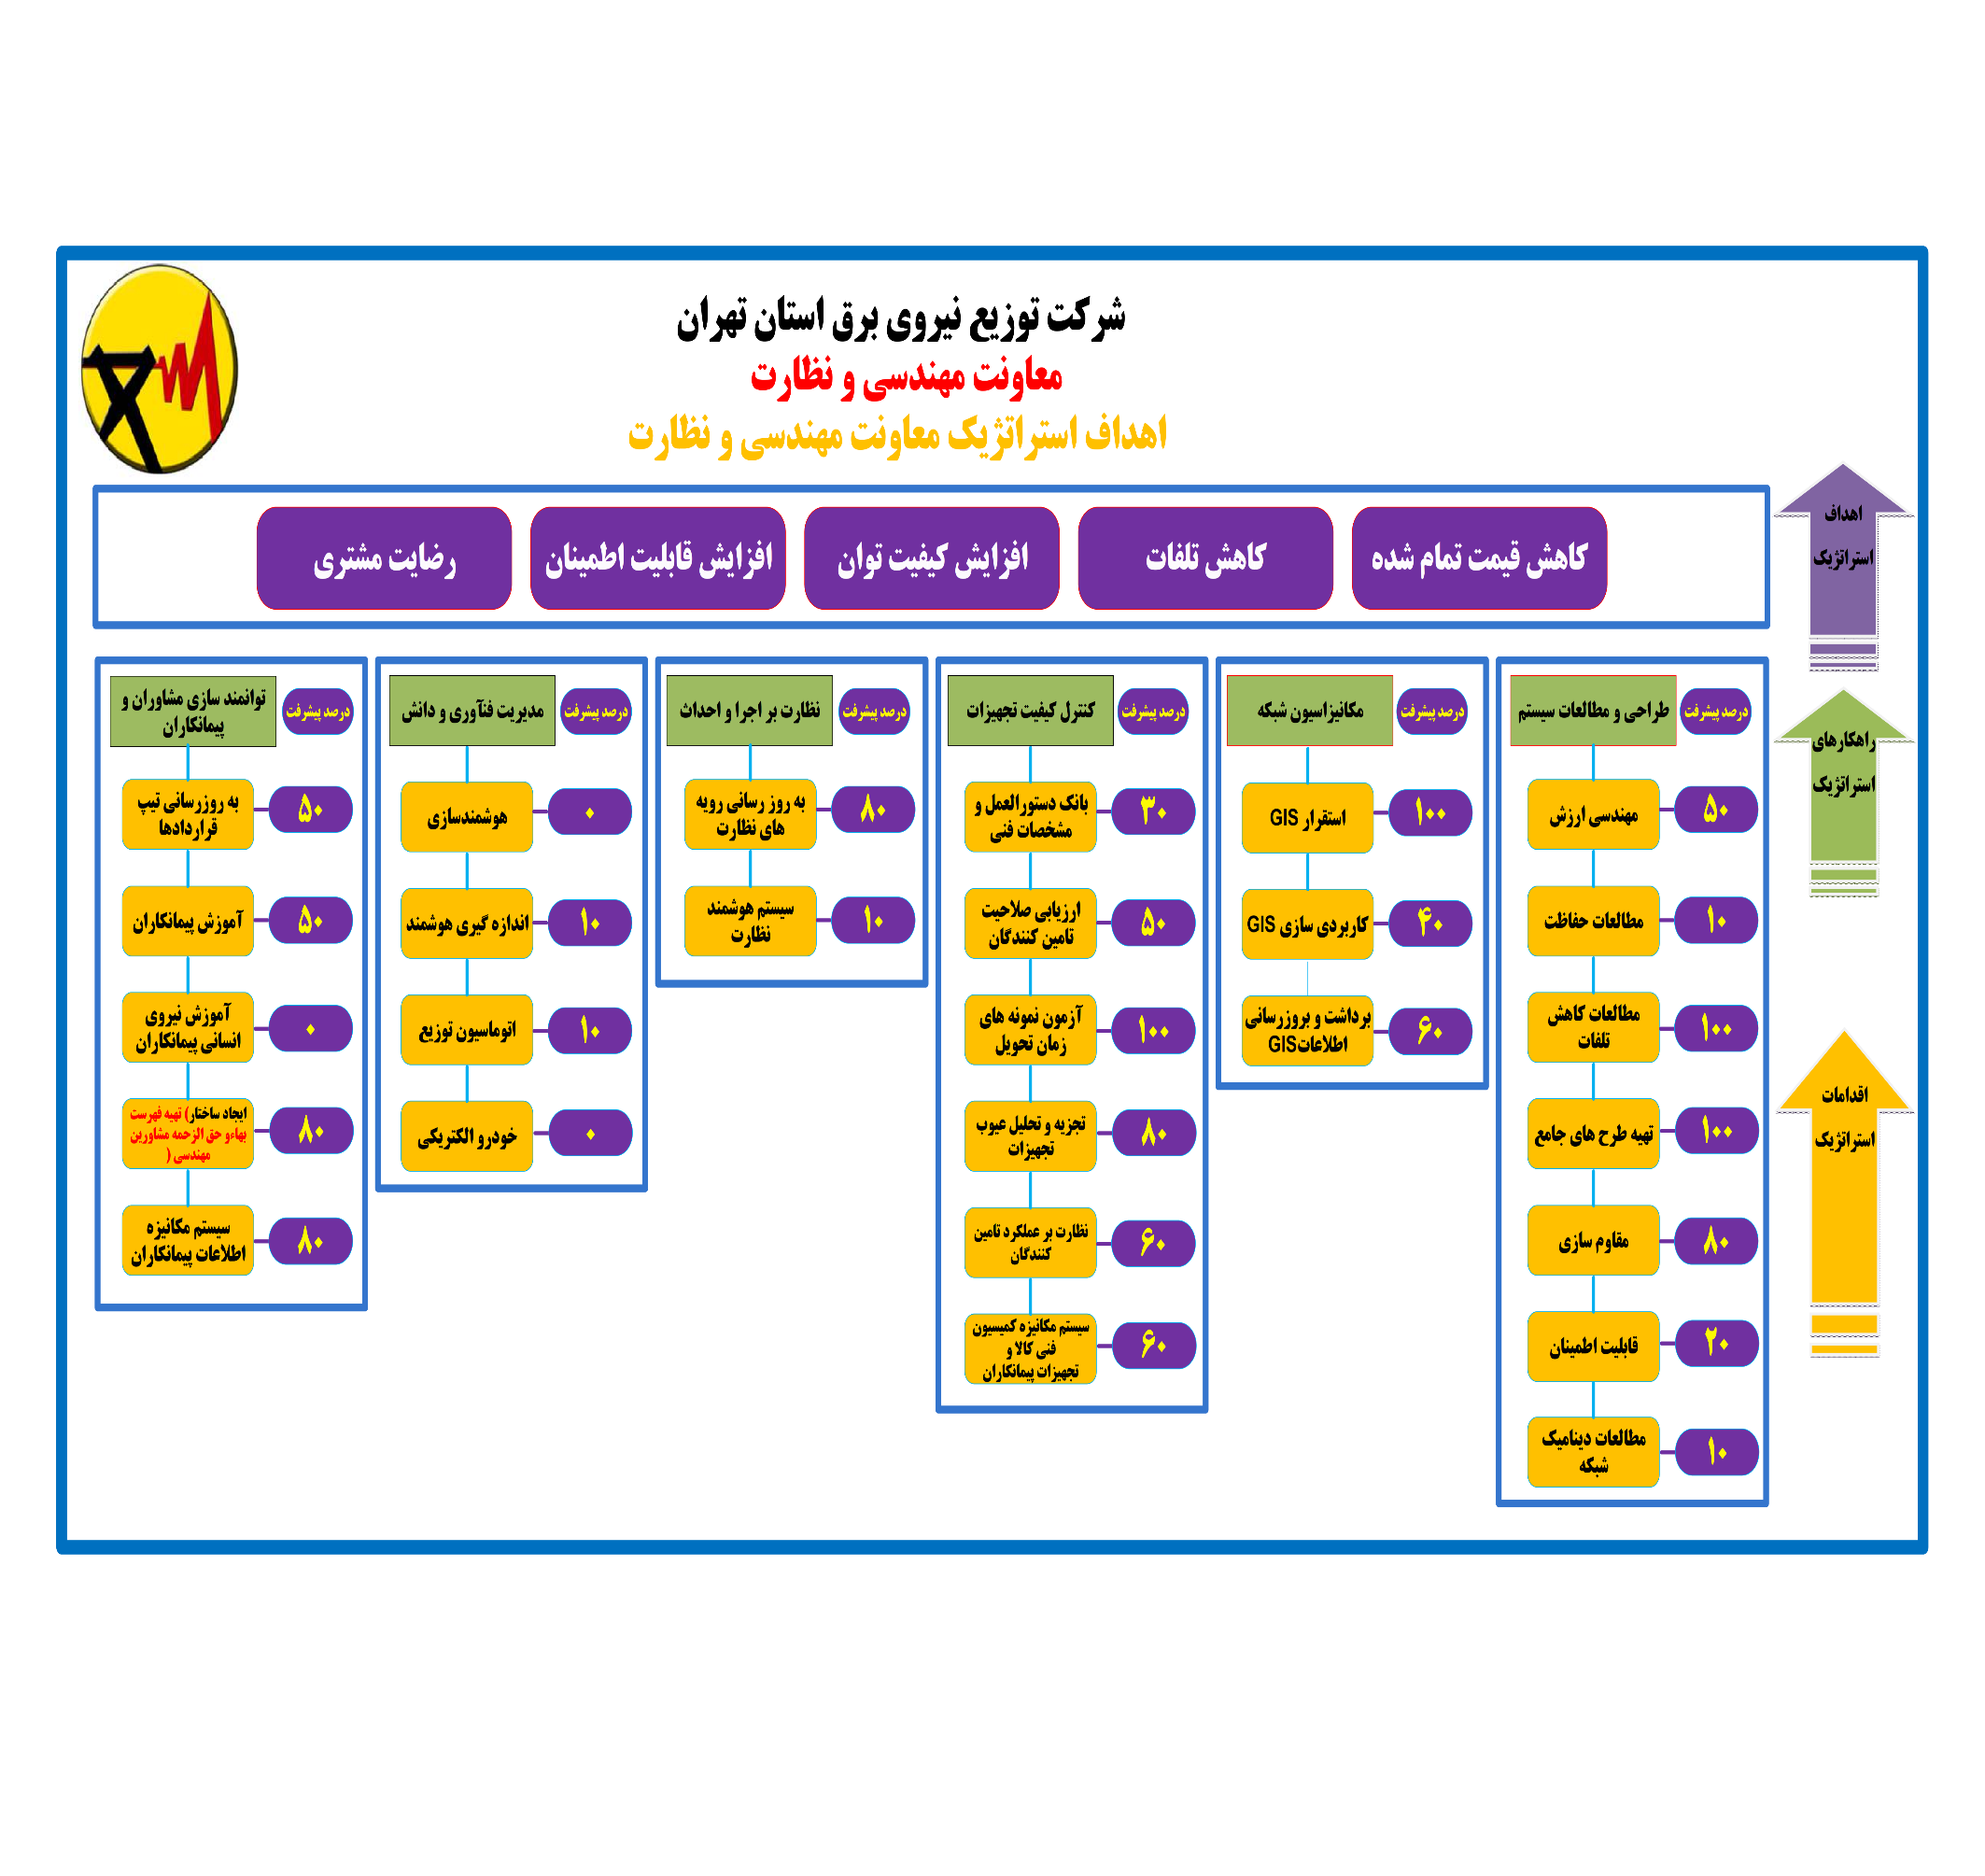 شرکت توزیع نیروی برق استان تهران
معاونت مهندسی و نظارت
اهداف استراتژیک معاونت مهندسی و نظارت
اهداف
استراتژیک
کاهش قیمت تمام شده
کاهش تلفات
افزایش کیفیت توان
افزایش قابلیت اطمینان
رضایت مشتری
راهکارهای
استراتژیک
اقدامات
استراتژیک
درصد پیشرفت
طراحی و مطالعات سیستم
۵۰
مهندسی ارزش
۱۰
مطالعات حفاظت
۱۰۰
مطالعات کاهش
تلفات
۱۰۰
تهیه طرح های جامع
۸۰
مقاوم سازی
۲۰
قابلیت اطمینان
۱۰
مطالعات دینامیک
شبکه
درصد پیشرفت
مکانیزاسیون شبکه
۱۰۰
استقرار GIS
۴۰
کاربردی سازی GIS
۶۰
برداشت و بروزرسانی
اطلاعاتGIS
درصد پیشرفت
کنترل کیفیت تجهیزات
۳۰
بانک دستورالعمل و
مشخصات فنی
۵۰
ارزیابی صلاحیت
تامین کنندگان
۱۰۰
آزمون نمونه های
زمان تحویل
۸۰
تجزیه و تحلیل عیوب
تجهیزات
۶۰
نظارت بر عملکرد تامین
کنندگان
۶۰
سیستم مکانیزه کمیسیون
فنی کالا و
تجهیزات پیمانکاران
درصد پیشرفت
نظارت بر اجرا و احداث
۸۰
به روز رسانی رویه
های نظارت
۱۰
سیستم هوشمند
نظارت
درصد پیشرفت
مدیریت فنآوری و دانش
۰
هوشمندسازی
۱۰
اندازه گیری هوشمند
۱۰
اتوماسیون توزیع
۰
خودرو الکتریکی
درصد پیشرفت
توانمند سازی مشاوران و
پیمانکاران
۵۰
به روزرسانی تیپ
قراردادها
۵۰
آموزش پیمانکاران
۰
آموزش نیروی
انسانی پیمانکاران
۸۰
ایجاد ساختار) تهیه فهرست
بهاءو حق الزحمه مشاورین
مهندسی (
۸۰
سیستم مکانیزه
اطلاعات پیمانکاران